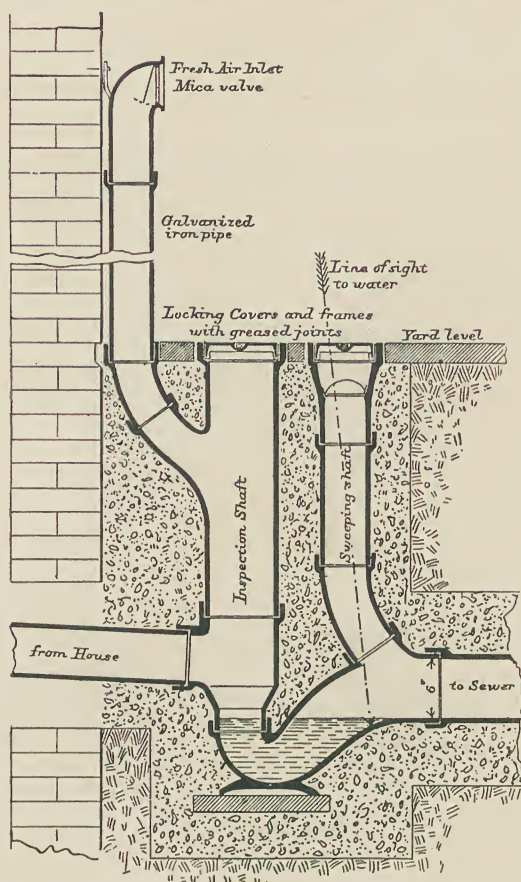 Fresh Air Inlet
Mica valve
Galvanized
iron pipe
Line of sight
to water
Locking Covers and frames
with greased joints
Yard level
Inspection Shaft
Sweeping shaft
from House
6"
to Sewer